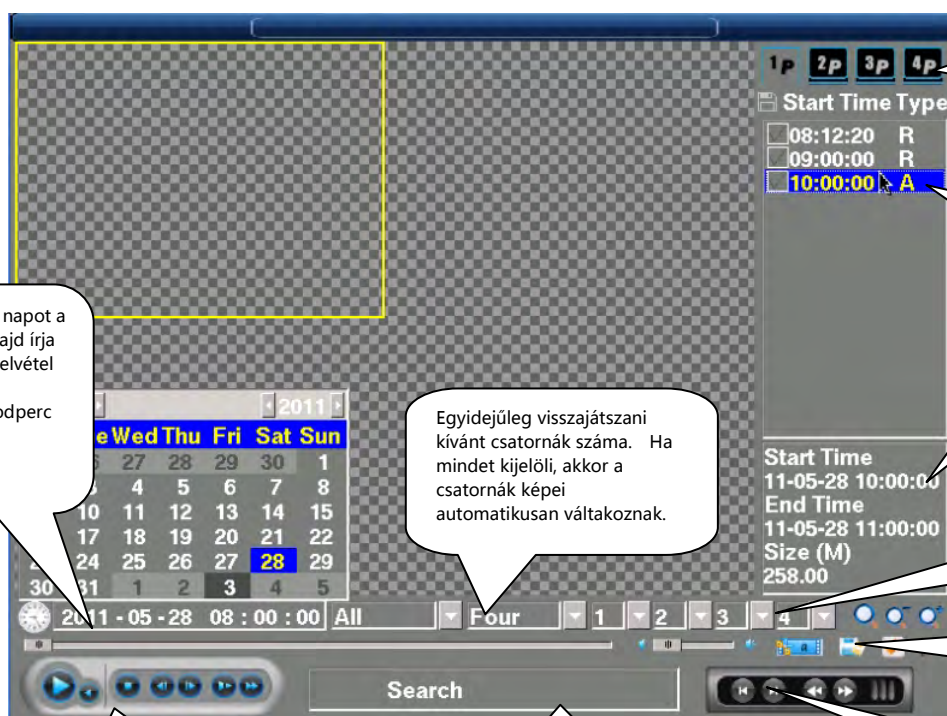 1P 2P 3P 4P
Start Time Type
08:12:20 R
09:00:00 R
10:00:00 A
napot a
ajd írja
elvétel
odperc
2011
e Wed Thu Fri Sat Sun
27 28 29 30 1
4 5 6 7 8
10 11 12 13 14 15
17 18 19 20 21 22
24 25 26 27 28 29
30 31 1 2 3 4 5
Egyidejűleg visszajátszani
kívánt csatornák száma. Ha
mindet kijelöli, akkor a
csatornák képei
automatikusan váltakoznak.
Start Time
11-05-28 10:00:00
End Time
11-05-28 11:00:00
Size (M)
258.00
2011 - 05 - 28 08 : 00 : 00 All Four 1 2 3 4
a
Search